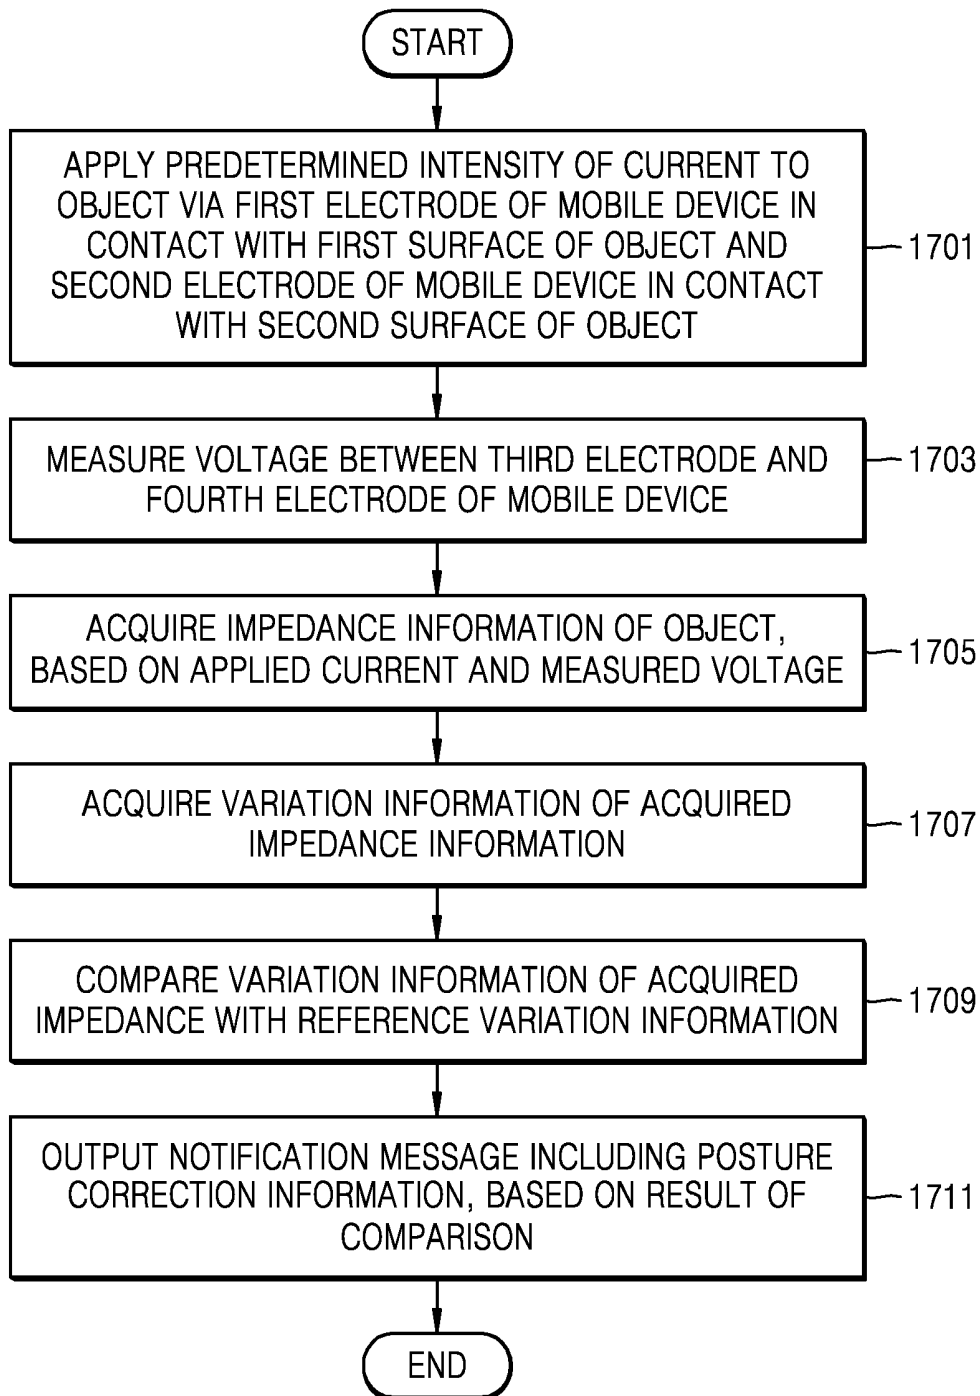 START
APPLY PREDETERMINED INTENSITY OF CURRENT TO
OBJECT VIA FIRST ELECTRODE OF MOBILE DEVICE IN
CONTACT WITH FIRST SURFACE OF OBJECT AND
SECOND ELECTRODE OF MOBILE DEVICE IN CONTACT
WITH SECOND SURFACE OF OBJECT
1701
MEASURE VOLTAGE BETWEEN THIRD ELECTRODE AND
FOURTH ELECTRODE OF MOBILE DEVICE
1703
ACQUIRE IMPEDANCE INFORMATION OF OBJECT,
BASED ON APPLIED CURRENT AND MEASURED VOLTAGE
1705
ACQUIRE VARIATION INFORMATION OF ACQUIRED
IMPEDANCE INFORMATION
1707
COMPARE VARIATION INFORMATION OF ACQUIRED
IMPEDANCE WITH REFERENCE VARIATION INFORMATION
1709
OUTPUT NOTIFICATION MESSAGE INCLUDING POSTURE
CORRECTION INFORMATION, BASED ON RESULT OF
COMPARISON
1711
END